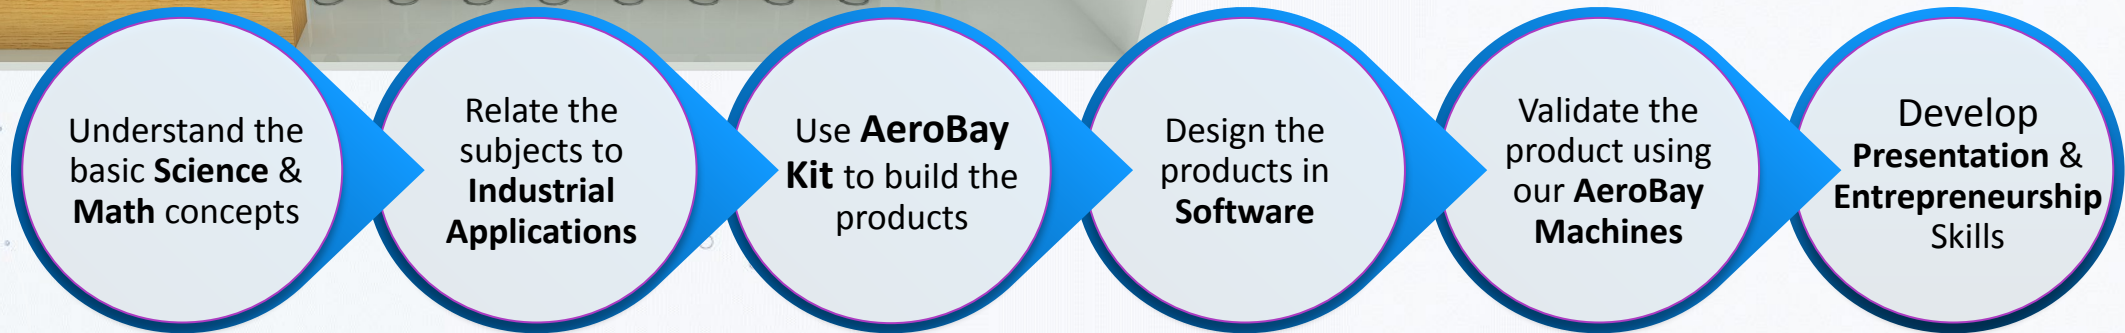 Understand the
basic Science &
Math concepts
Relate the
subjects to
Industrial
Applications
Use AeroBay
Kit to build the
products
Design the
products in
Software
Validate the
product using
our AeroBay
Machines
Develop
Presentation &
Entrepreneurship
Skills